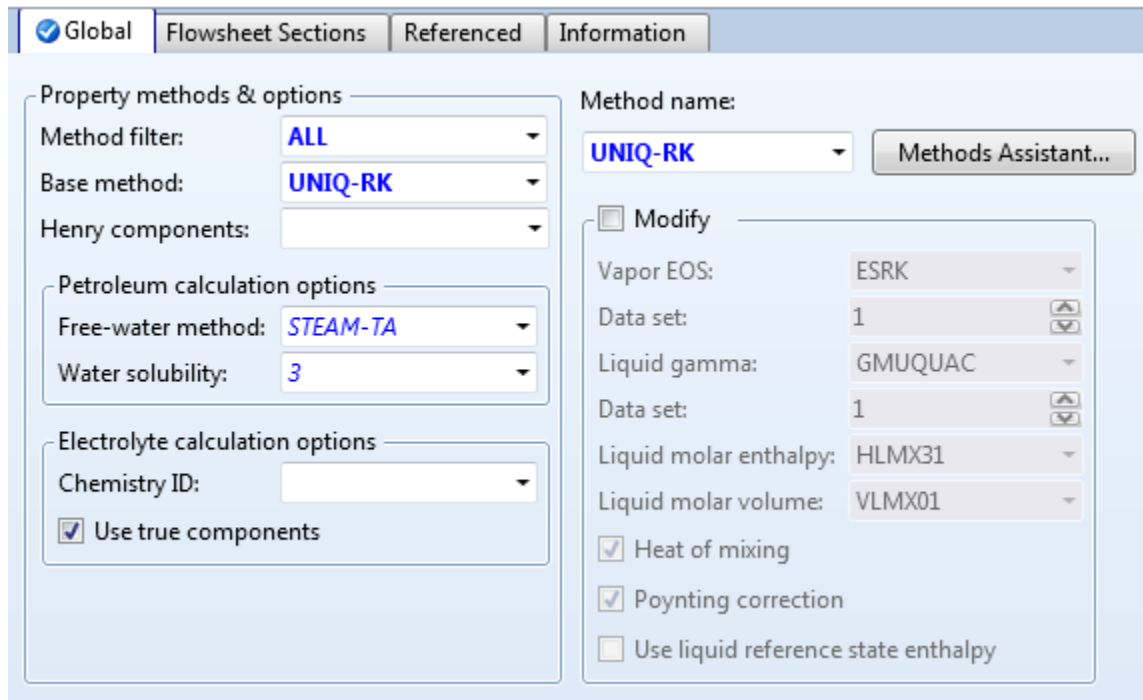 Global Flowsheet Sections Referenced Information
Property methods & options
Method filter: ALL
Base method: UNIQ-RK
Henry components:
Petroleum calculation options
Free-water method: STEAM-TA
Water solubility: 3
Electrolyte calculation options
Chemistry ID:
Use true components
Method name:
UNIQ-RK Methods Assistant...
Modify
Vapor EOS: ESRK
Data set: 1
Liquid gamma: GMUQUAC
Data set: 1
Liquid molar enthalpy: HLMX31
Liquid molar volume: VLMX01
Heat of mixing
Poynting correction
Use liquid reference state enthalpy